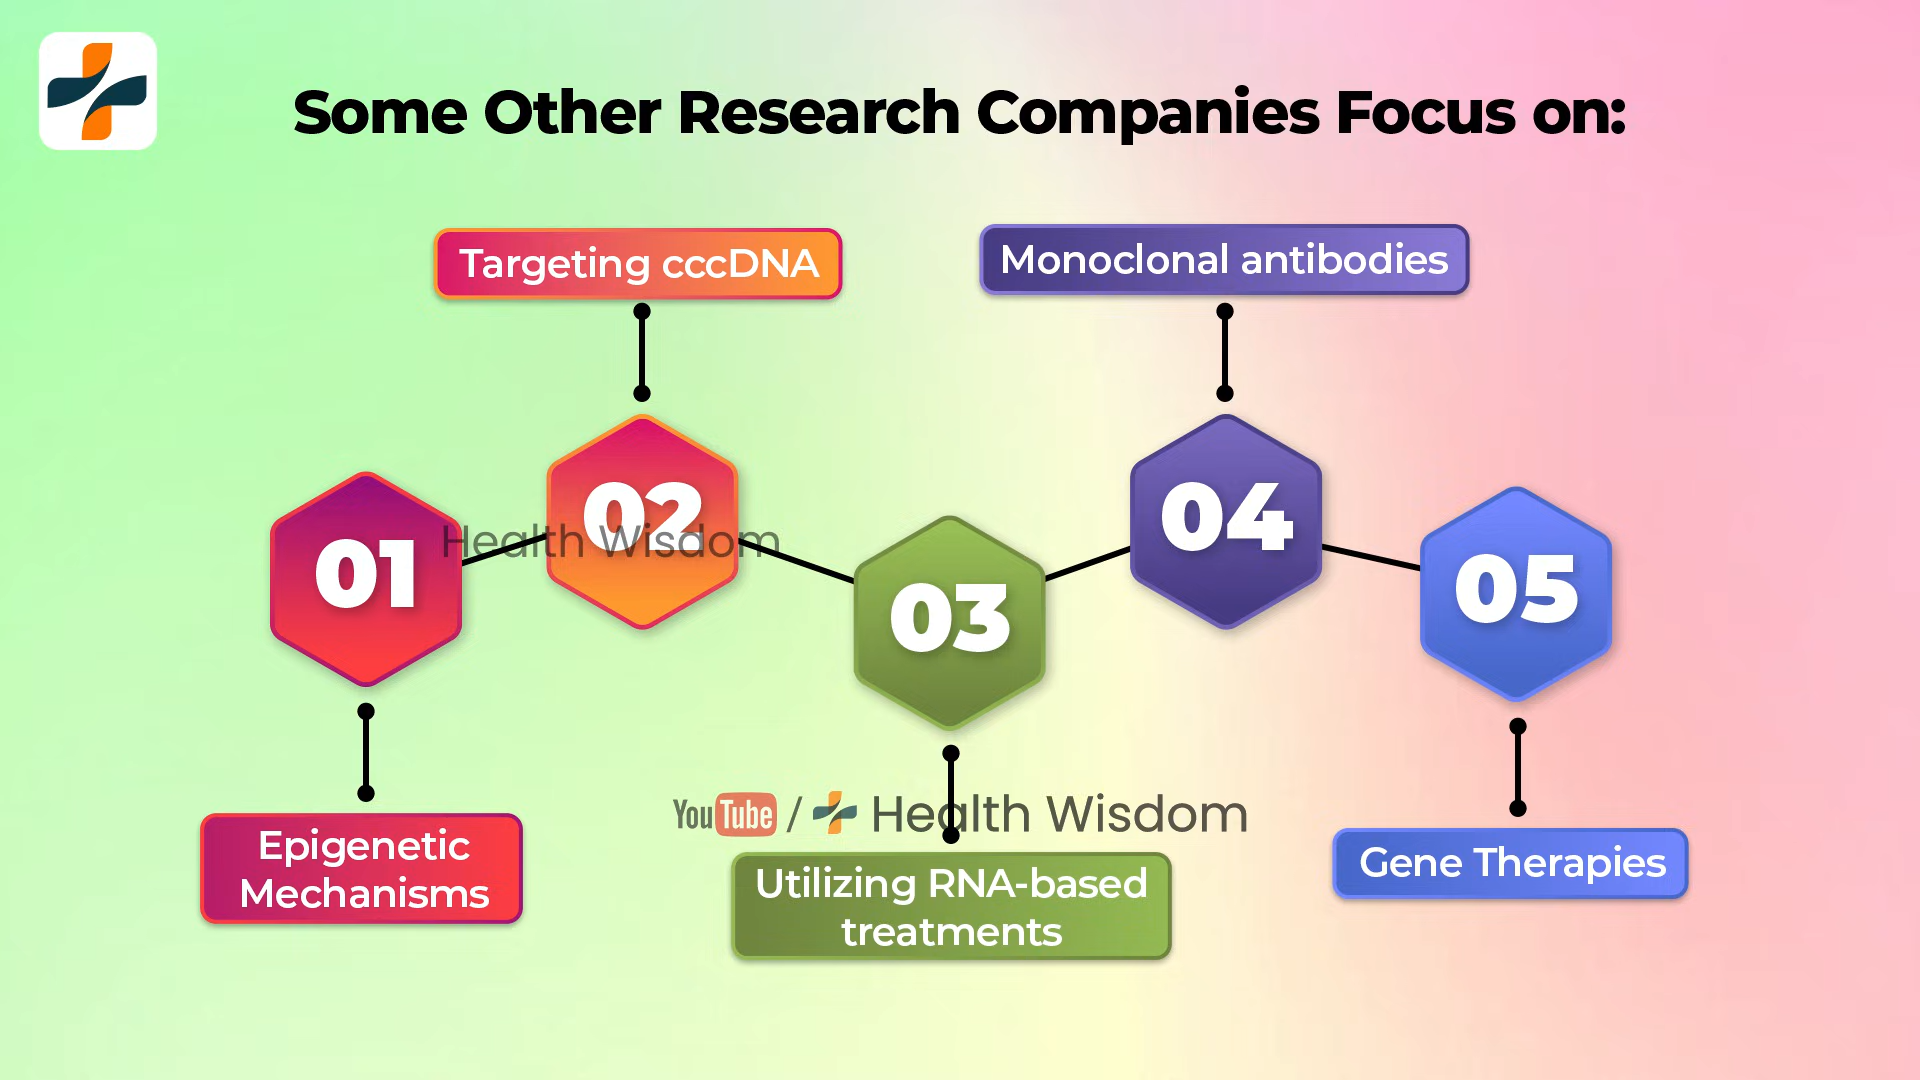 Some Other Research Companies Focus on:
Targeting cccDNA
Monoclonal antibodies
01
02
03
04
05
Health Wisdom
Epigenetic
Mechanisms
YouTube / Health Wisdom
Utilizing RNA-based
treatments
Gene Therapies